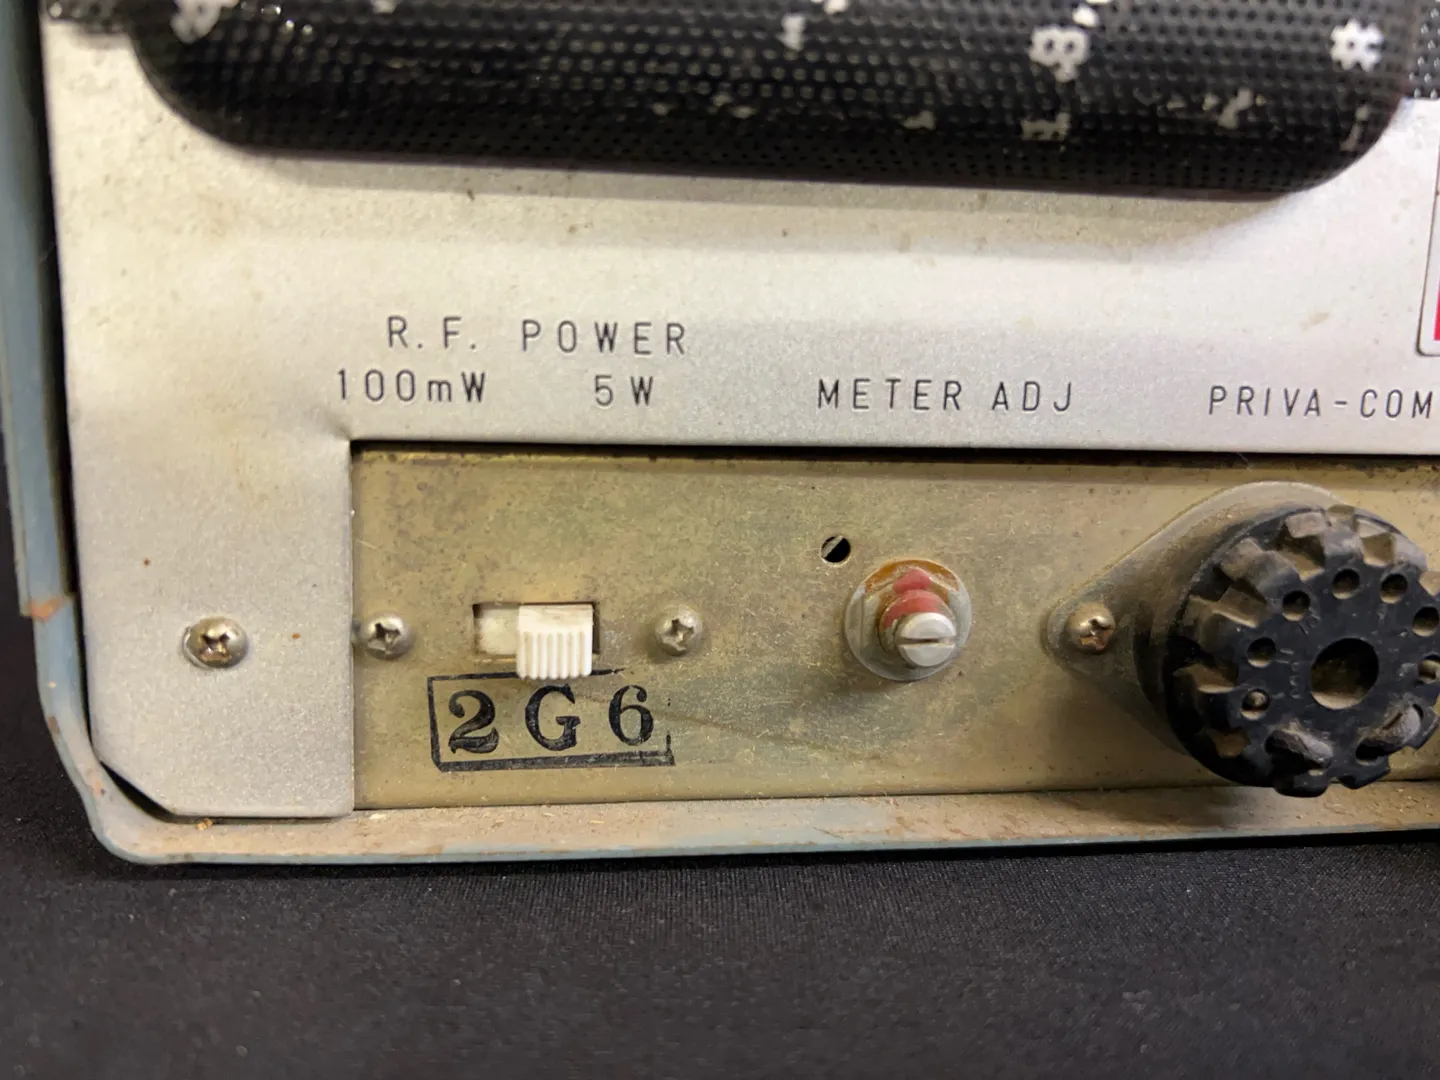 R.F. POWER
100mW 5W METER ADJ PRIVA-COM
2G6